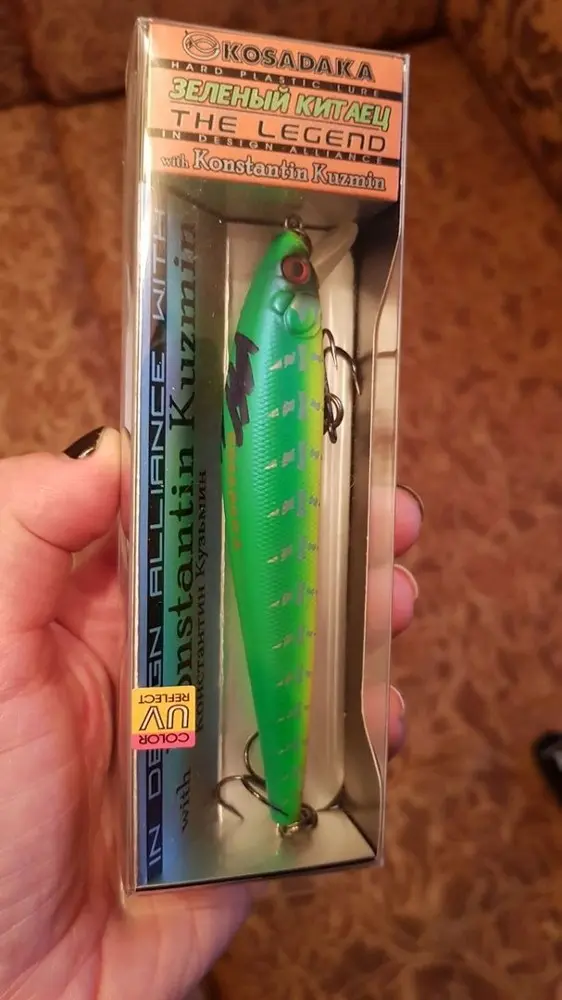 KOSADAKA
HARD PLASTIC LURE
ЗЕЛЕНЫЙ КИТАЕЦ
THE LEGEND
IN DESIGN ALLIANCE
with Konstantin Kuzmin
IN DESIGN ALLIANCE WITH
with Konstantin Kuzmin
Константин Кузьмин
COLOR
UV
REFLECT